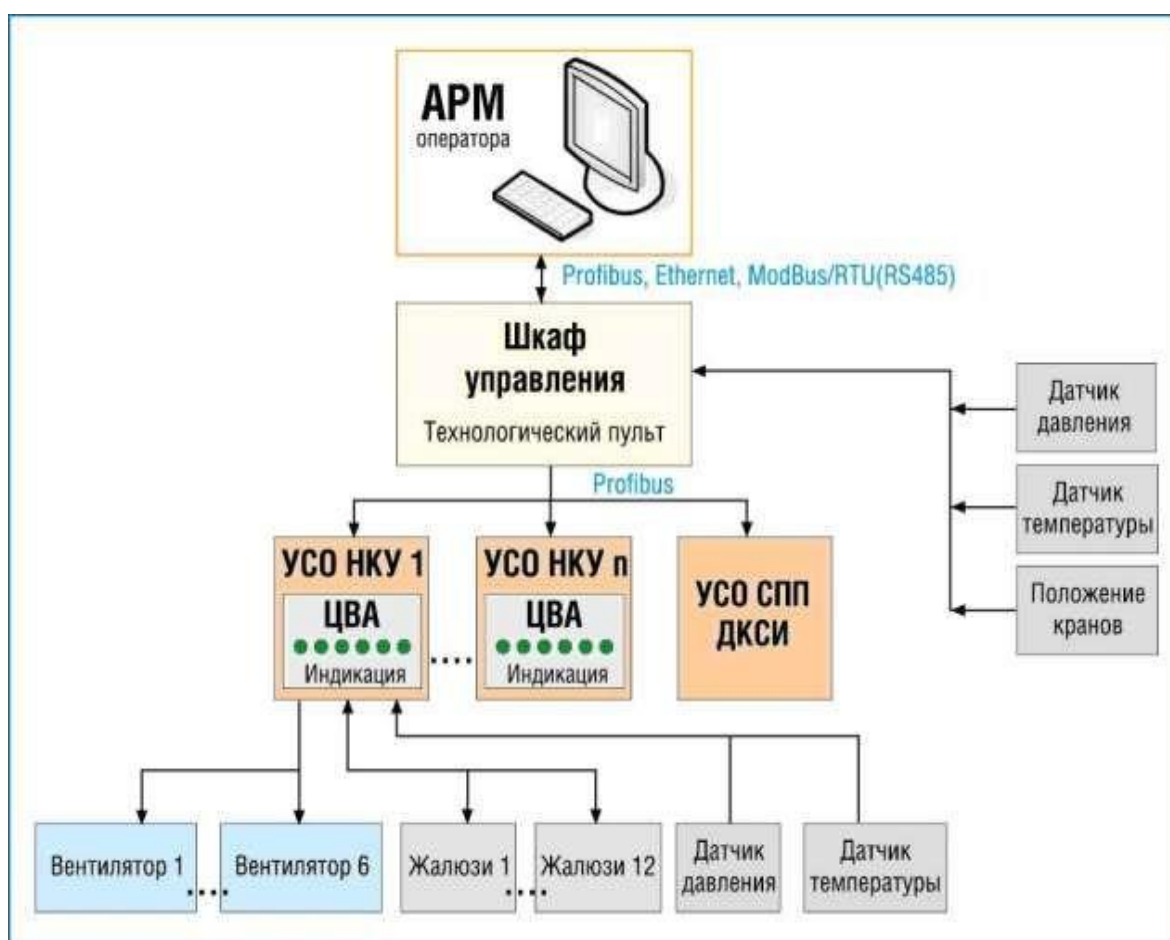 АРМ
оператора
Profibus, Ethernet, ModBus/RTU(RS485)
Шкаф
управления
Технологический пульт
Датчик
давления
Датчик
температуры
Положение
кранов
Profibus
УСО НКУ 1
ЦВА
Индикация
УСО НКУ n
ЦВА
Индикация
УСО СПП
ДКСИ
Вентилятор 1
Вентилятор 6
Жалюзи 1
Жалюзи 12
Датчик
давления
Датчик
температуры